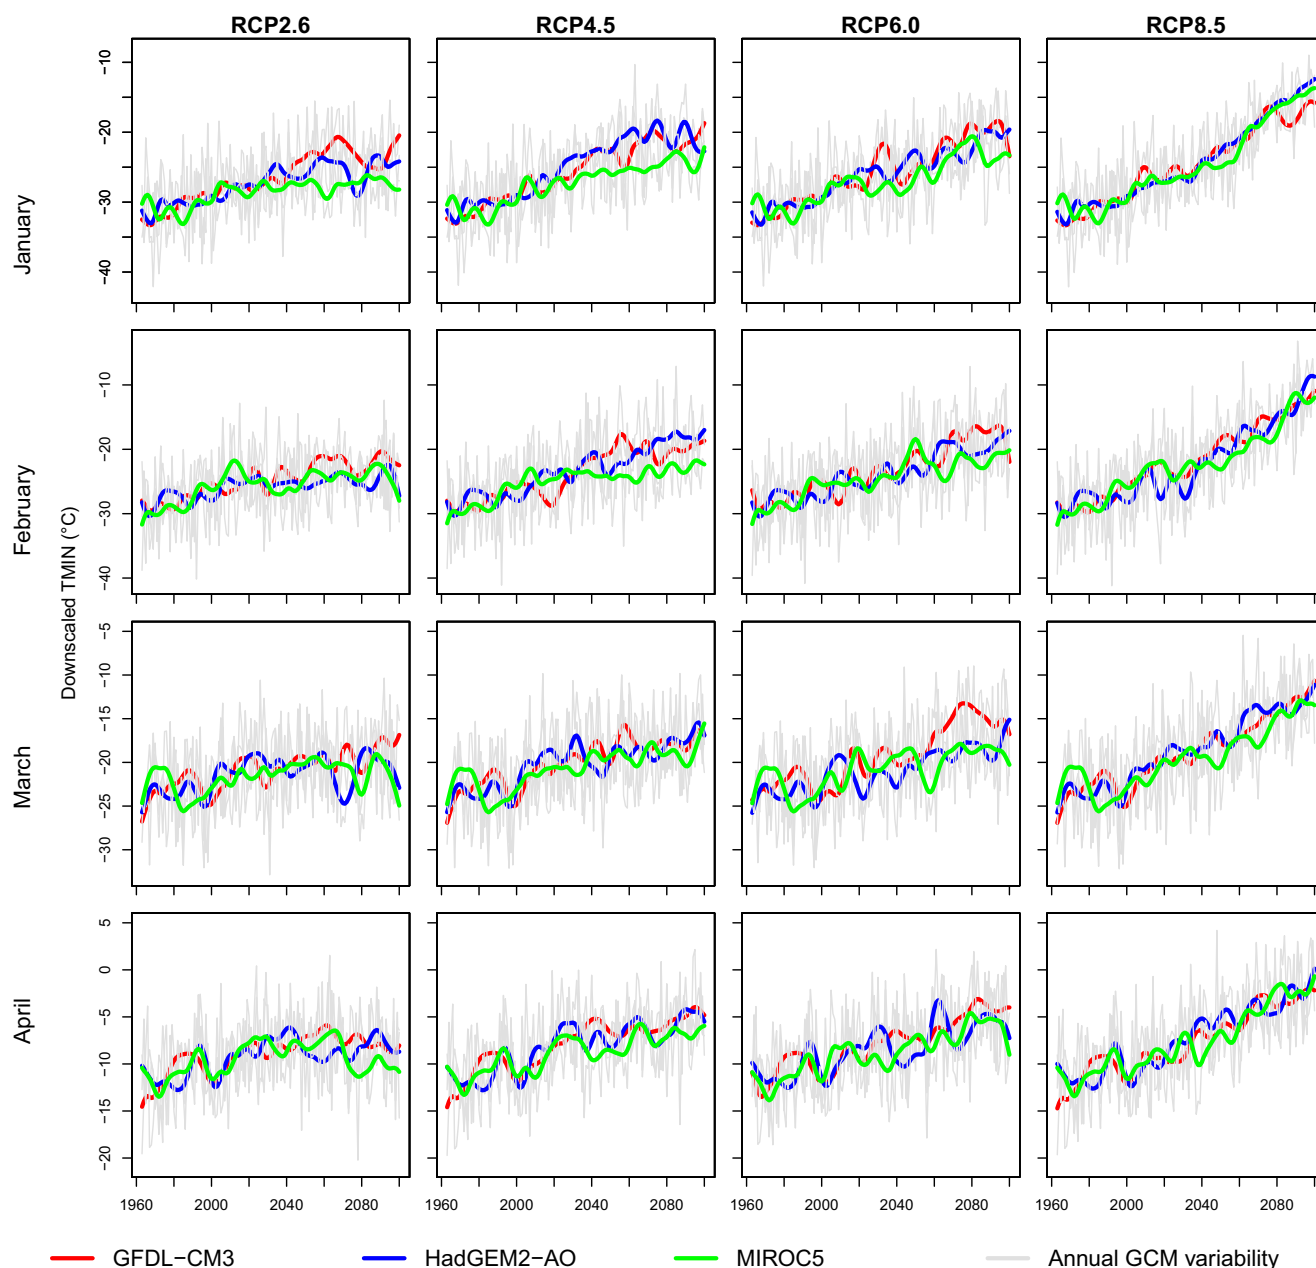 RCP2.6 RCP4.5 RCP6.0 RCP8.5
January
−10
−20
−30
−40
February
−10
−20
−30
−40
Downscaled TMIN (°C)
March
−5
−10
−15
−20
−25
−30
April
5
0
−5
−10
−15
−20
1960 2000 2040 2080 1960 2000 2040 2080 1960 2000 2040 2080 1960 2000 2040 2080
GFDL−CM3 HadGEM2−AO MIROC5 Annual GCM variability